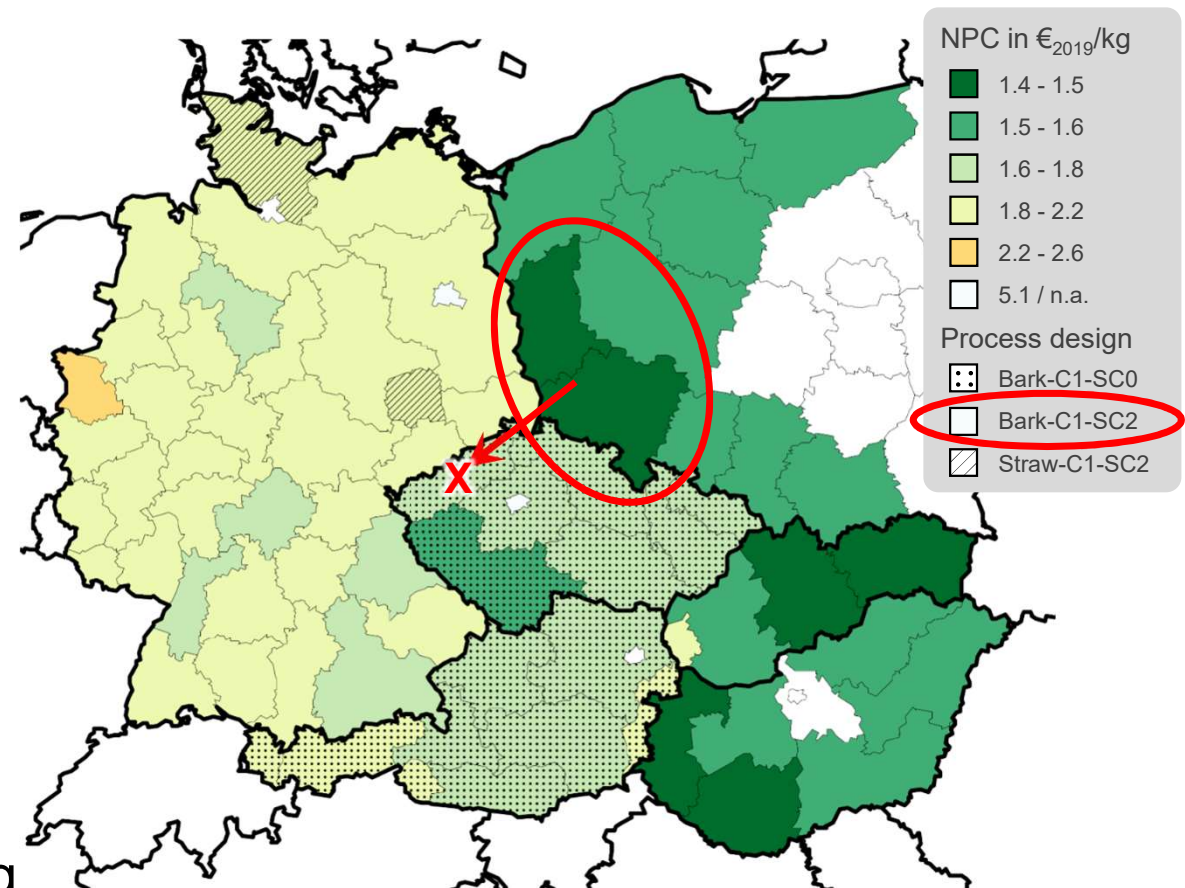 NPC in €2019/kg
1.4 - 1.5
1.5 - 1.6
1.6 - 1.8
1.8 - 2.2
2.2 - 2.6
5.1 / n.a.
Process design
Bark-C1-SC0
Bark-C1-SC2
Straw-C1-SC2
X